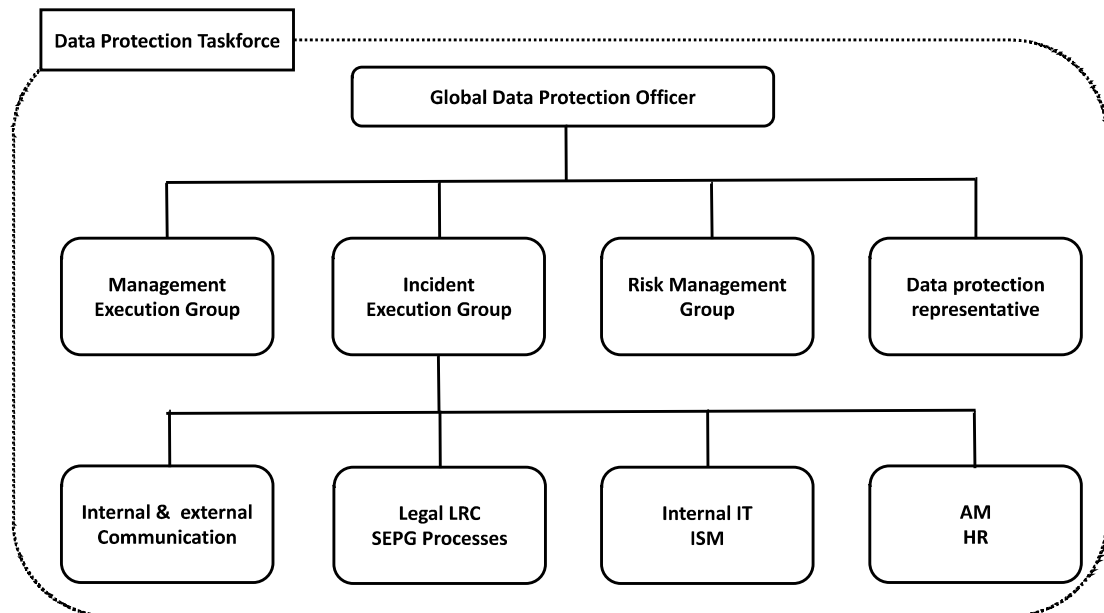 Data Protection Taskforce
Global Data Protection Officer
Management
Execution Group
Incident
Execution Group
Risk Management
Group
Data protection
representative
Internal &  external
Communication
Legal LRC
SEPG Processes
Internal IT
ISM
AM
HR